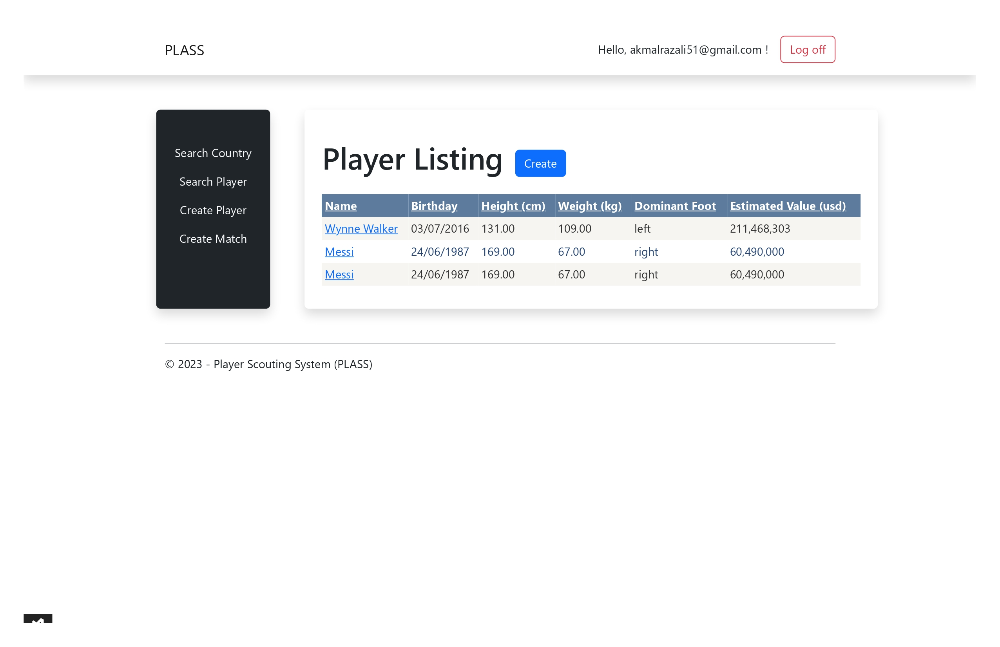 PLASS
Hello, akmalrazali51@gmail.com !
Log off
Search Country
Search Player
Create Player
Create Match
Player Listing
Create
Name Birthday Height (cm) Weight (kg) Dominant Foot Estimated Value (usd)
Wynne Walker 03/07/2016 131.00 109.00 left 211,468,303
Messi 24/06/1987 169.00 67.00 right 60,490,000
Messi 24/06/1987 169.00 67.00 right 60,490,000
© 2023 - Player Scouting System (PLASS)